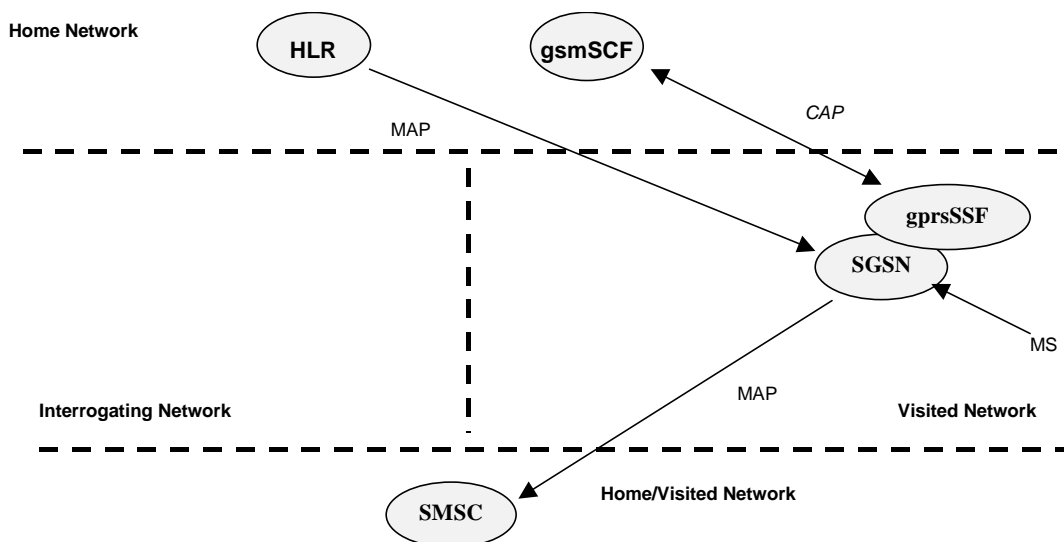 Home Network
HLR
gsmSCF
CAP
MAP
gprsSSF
SGSN
MS
MAP
Interrogating Network
Visited Network
Home/Visited Network
SMSC